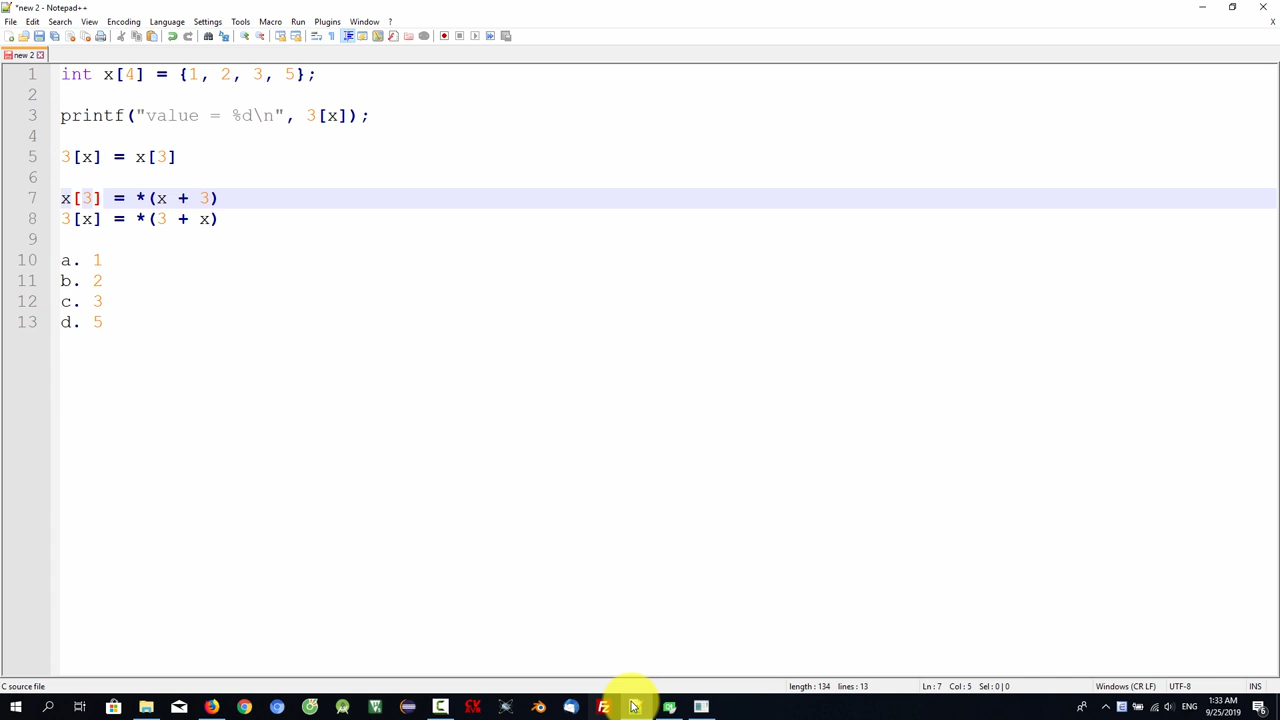 *new 2 - Notepad++
File Edit Search View Encoding Language Settings Tools Macro Run Plugins Window ? X
new 2
1 int x[4] = {1, 2, 3, 5};
2
3 printf("value = %d\n", 3[x]);
4
5 3[x] = x[3]
6
7 x[3] = *(x + 3)
8 3[x] = *(3 + x)
9
10 a. 1
11 b. 2
12 c. 3
13 d. 5
C source file length : 134 lines : 13 Ln : 7 Col : 5 Sel : 0 | 0 Windows (CR LF) UTF-8 INS
ENG 1:33 AM
9/25/2019